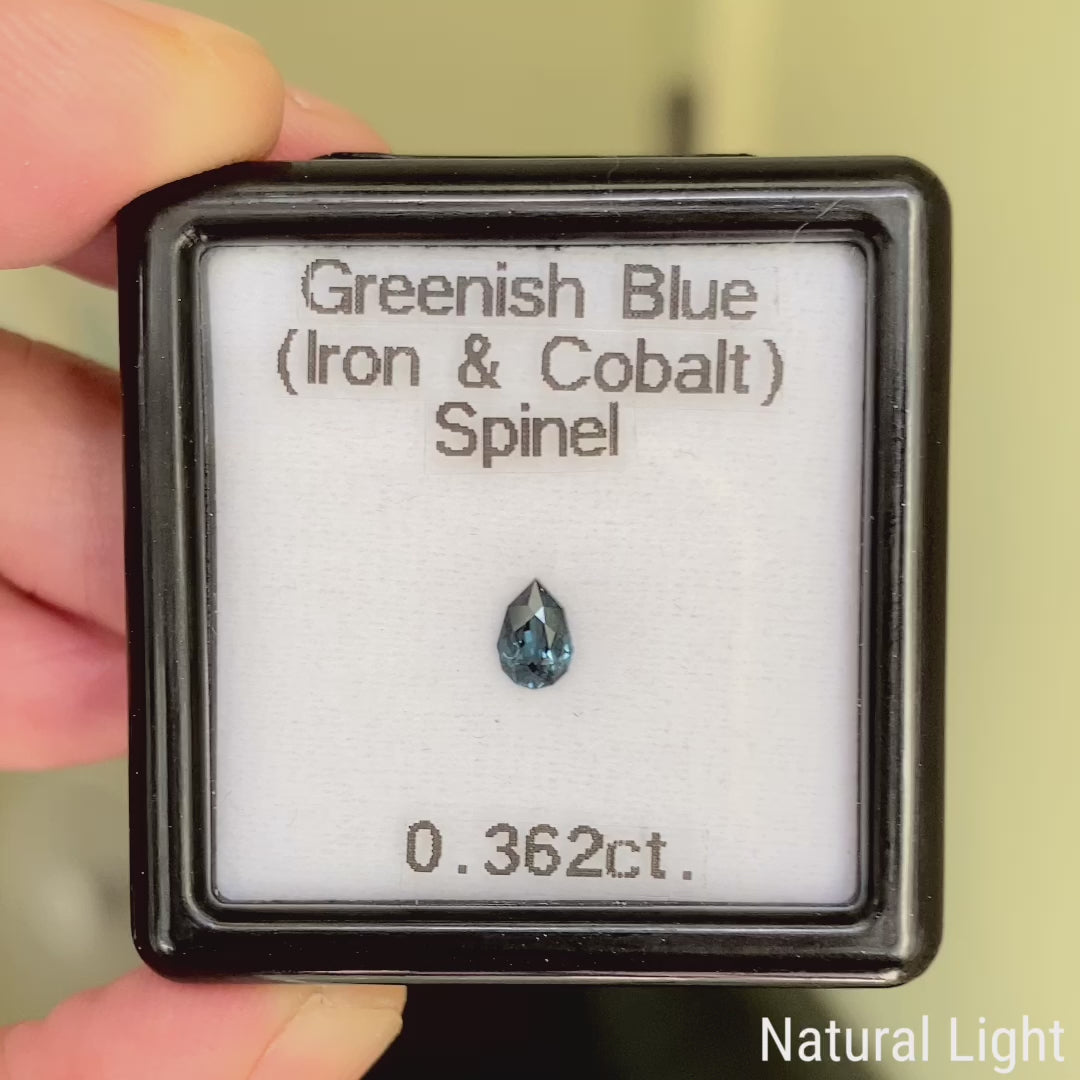 Greenish Blue
(Iron & Cobalt)
Spinel
0.362ct.
Natural Light